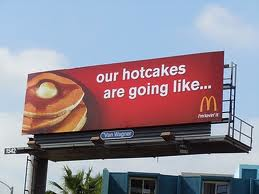 our hotcakes
are going like...
i'm lovin' it
Van Wagner